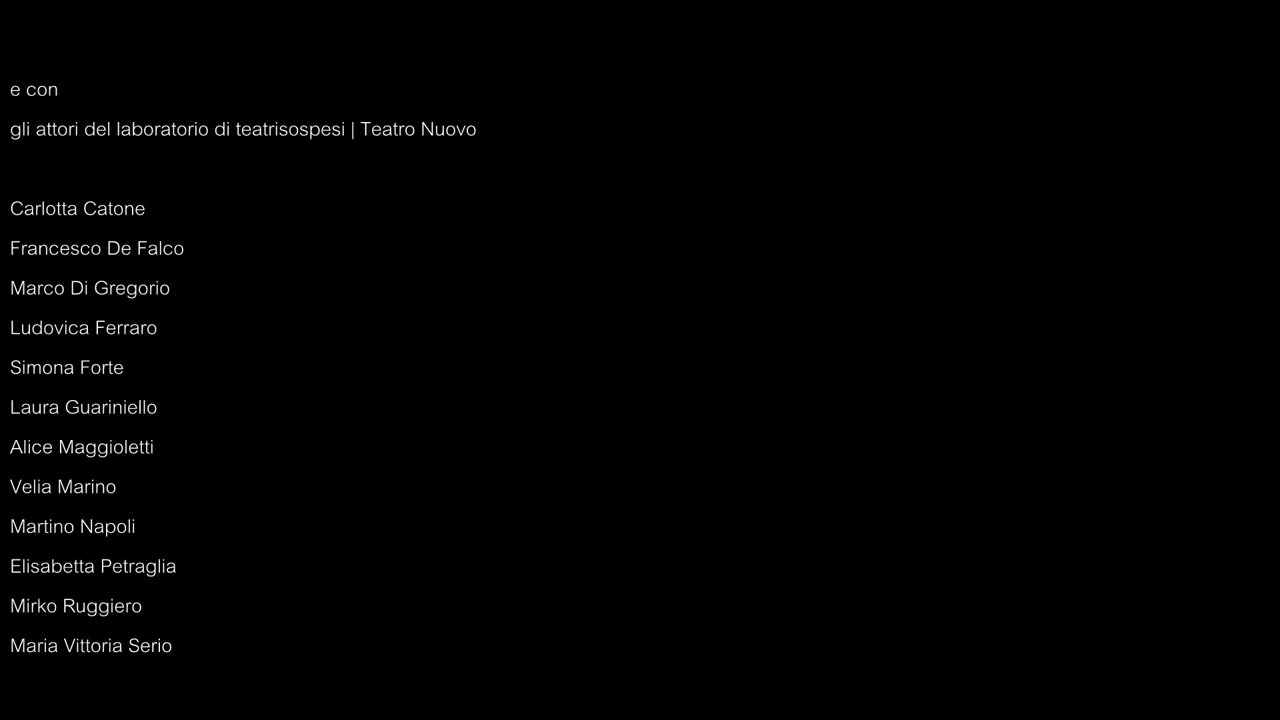 e con
gli attori del laboratorio di teatrisospesi | Teatro Nuovo
Carlotta Catone
Francesco De Falco
Marco Di Gregorio
Ludovica Ferraro
Simona Forte
Laura Guariniello
Alice Maggioletti
Velia Marino
Martino Napoli
Elisabetta Petraglia
Mirko Ruggiero
Maria Vittoria Serio